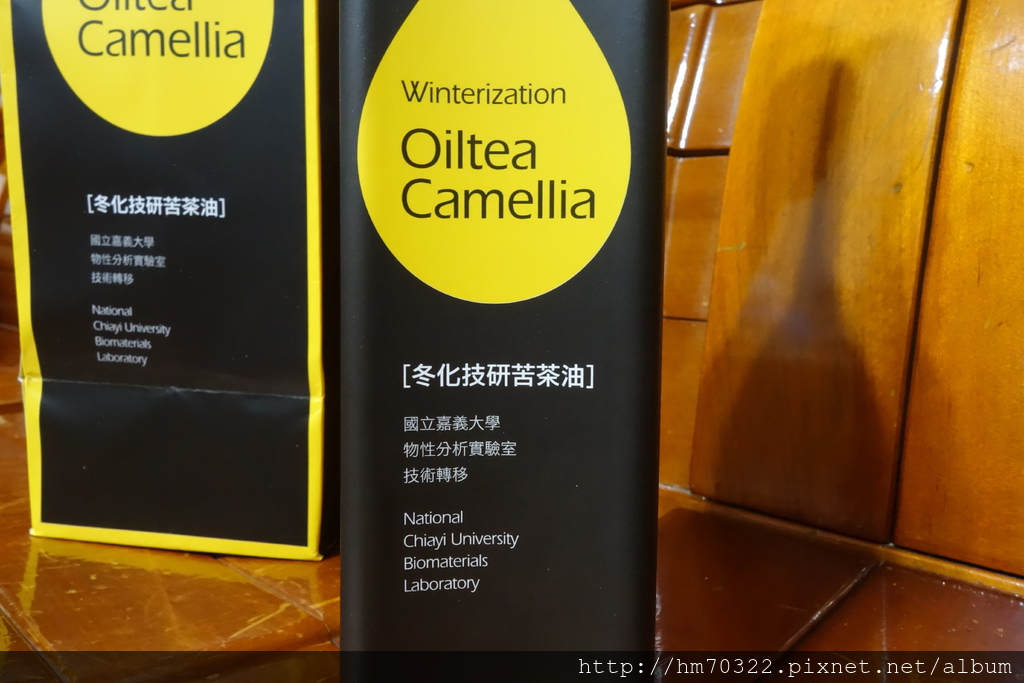 Oiltea
Camellia
[冬化技研苦茶油]
國立嘉義大學
物性分析實驗室
技術轉移
National
Chiayi University
Biomaterials
Laboratory
Winterization
Oiltea
Camellia
[冬化技研苦茶油]
國立嘉義大學
物性分析實驗室
技術轉移
National
Chiayi University
Biomaterials
Laboratory
http://hm70322.pixnet.net/album